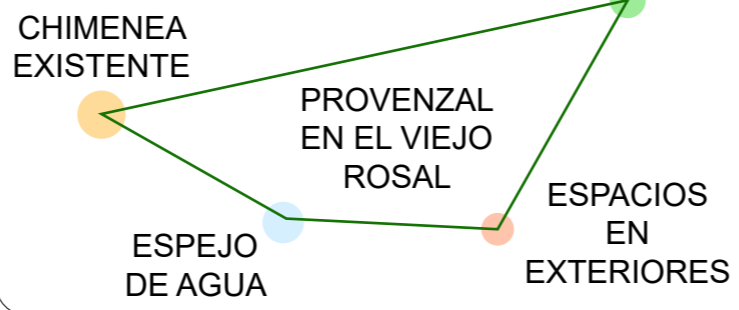 CHIMENEA
EXISTENTE
PROVENZAL
EN EL VIEJO
ROSAL
ESPACIOS
EN
EXTERIORES
ESPEJO
DE AGUA